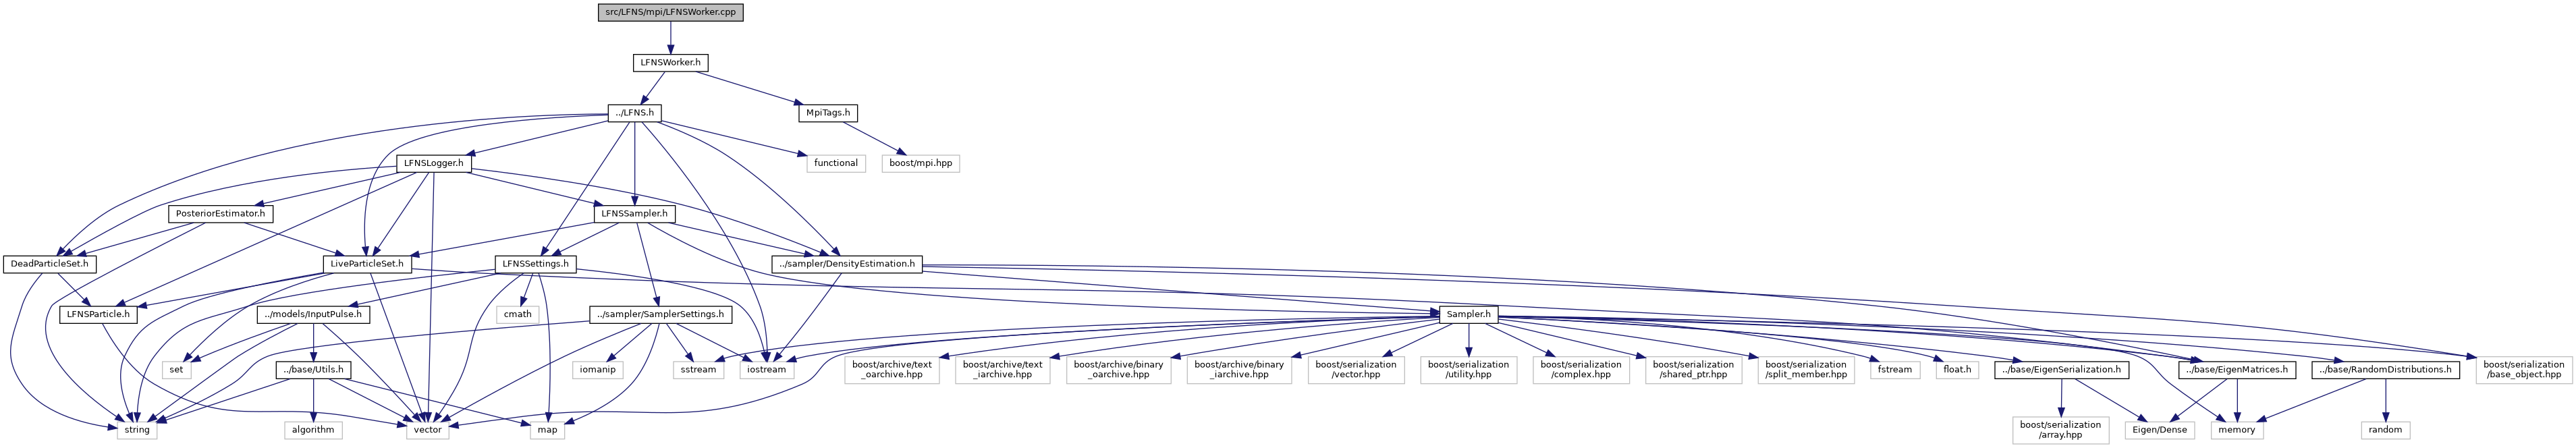 src/LFNS/mpi/LFNSWorker.cpp
LFNSWorker.h
../LFNS.h
MpiTags.h
LFNSLogger.h
functional
boost/mpi.hpp
PosteriorEstimator.h
LFNSSampler.h
DeadParticleSet.h
LiveParticleSet.h
LFNSSettings.h
../sampler/DensityEstimation.h
LFNSParticle.h
../models/InputPulse.h
cmath
../sampler/SamplerSettings.h
Sampler.h
set
../base/Utils.h
iomanip
sstream
iostream
boost/archive/text
_oarchive.hpp
boost/archive/text
_iarchive.hpp
boost/archive/binary
_oarchive.hpp
boost/archive/binary
_iarchive.hpp
boost/serialization
/vector.hpp
boost/serialization
/utility.hpp
boost/serialization
/complex.hpp
boost/serialization
/shared_ptr.hpp
boost/serialization
/split_member.hpp
fstream
float.h
../base/EigenSerialization.h
../base/EigenMatrices.h
../base/RandomDistributions.h
boost/serialization
/base_object.hpp
string
algorithm
vector
map
boost/serialization
/array.hpp
Eigen/Dense
memory
random